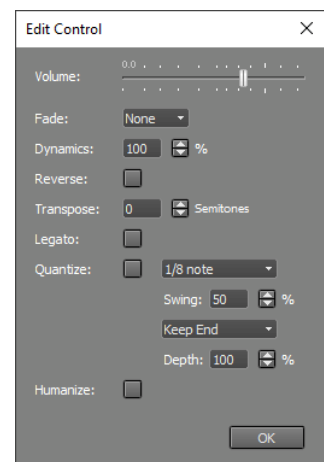 Edit Control
0.0
Volume:
Fade: None
Dynamics: 100 %
Reverse:
Transpose: 0 Semitones
Legato:
Quantize: 1/8 note
Swing: 50 %
Keep End
Depth: 100 %
Humanize:
OK